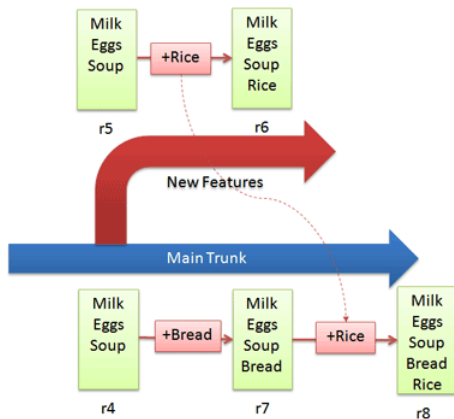 Milk
Eggs
Soup
+Rice
Milk
Eggs
Soup
Rice
r5
r6
New Features
Main Trunk
Milk
Eggs
Soup
+Bread
Milk
Eggs
Soup
Bread
+Rice
Milk
Eggs
Soup
Bread
Rice
r4
r7
r8